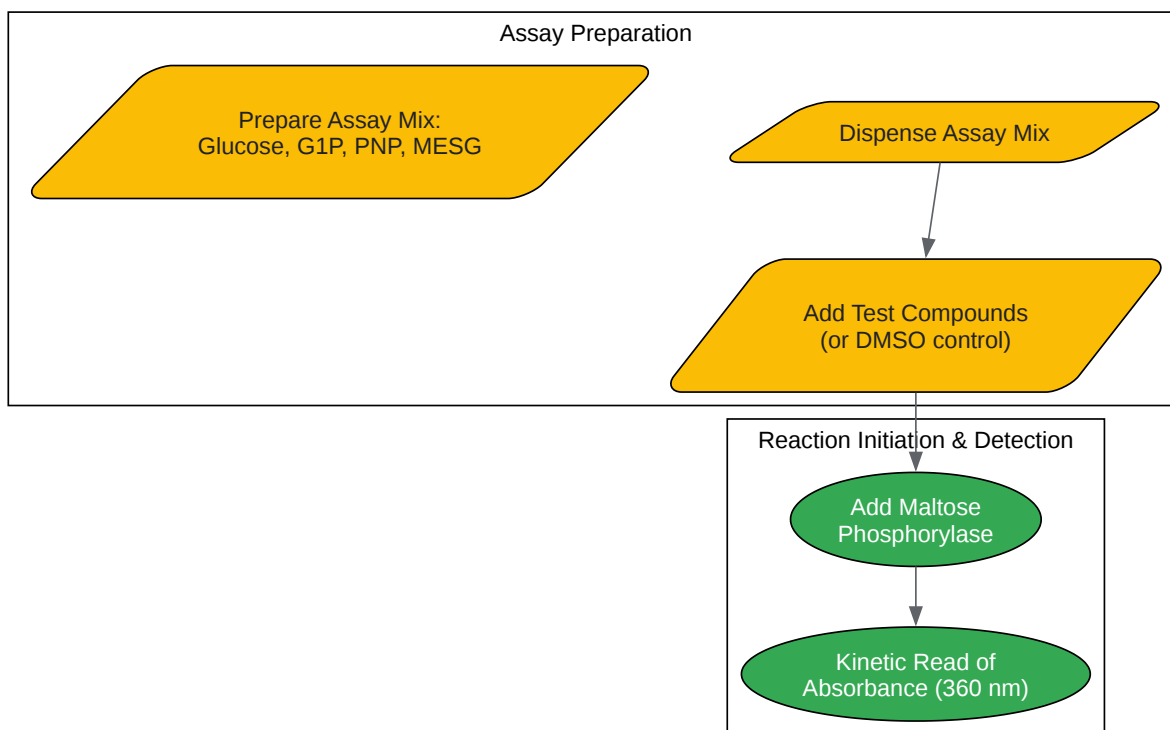 Assay Preparation
Prepare Assay Mix:
Glucose, G1P, PNP, MESG
Dispense Assay Mix
Add Test Compounds
(or DMSO control)
Reaction Initiation & Detection
Add Maltose
Phosphorylase
Kinetic Read of
Absorbance (360 nm)